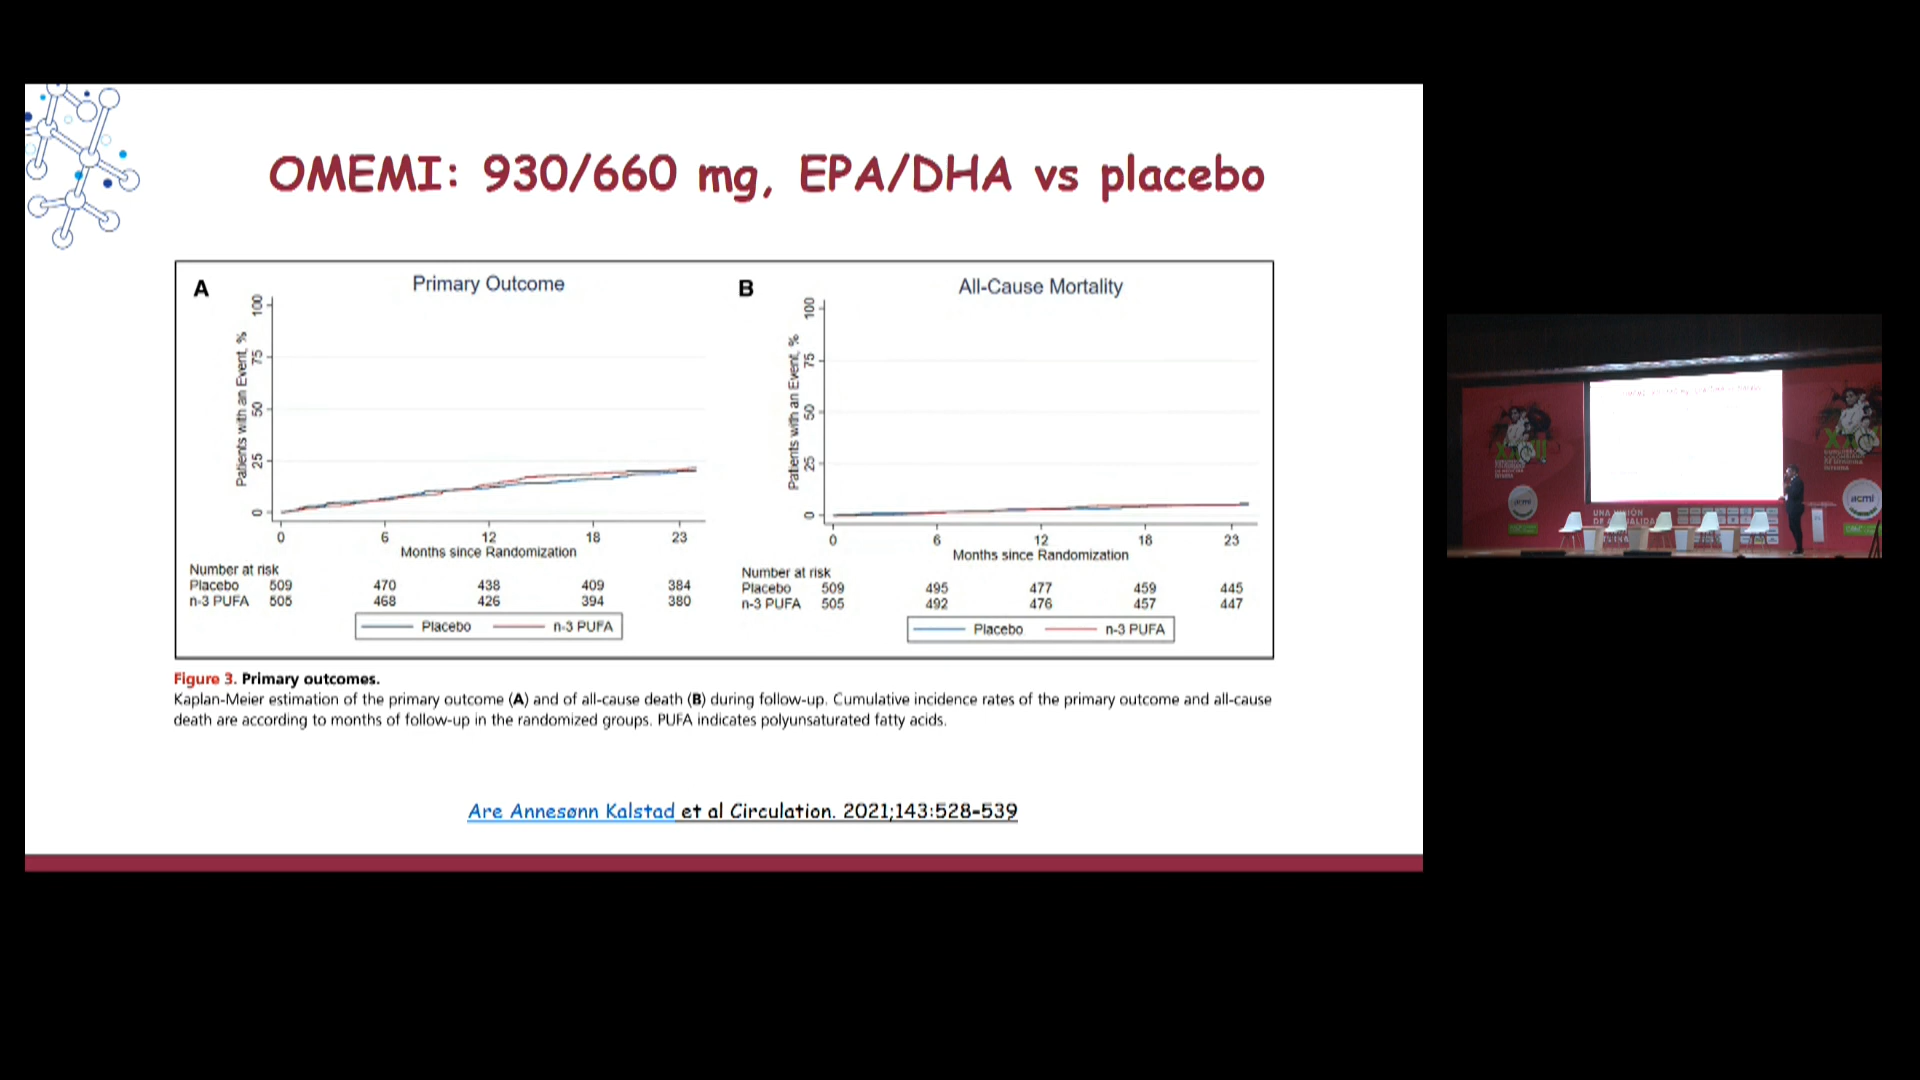 OMEMI: 930/660 mg, EPA/DHA vs placebo
A
Primary Outcome
Patients with an Event, %
100
75
50
25
0
0 6 12 18 23
Months since Randomization
Number at risk
Placebo 509 470 438 409 384
n-3 PUFA 505 468 426 394 380
Placebo n-3 PUFA
B
All-Cause Mortality
Patients with an Event, %
100
75
50
25
0
0 6 12 18 23
Months since Randomization
Number at risk
Placebo 509 495 477 459 445
n-3 PUFA 505 492 476 457 447
Placebo n-3 PUFA
Figure 3. Primary outcomes.
Kaplan-Meier estimation of the primary outcome (A) and of all-cause death (B) during follow-up. Cumulative incidence rates of the primary outcome and all-cause
death are according to months of follow-up in the randomized groups. PUFA indicates polyunsaturated fatty acids.
Are Annesønn Kalstad et al Circulation. 2021;143:528-539
acmi
acmi